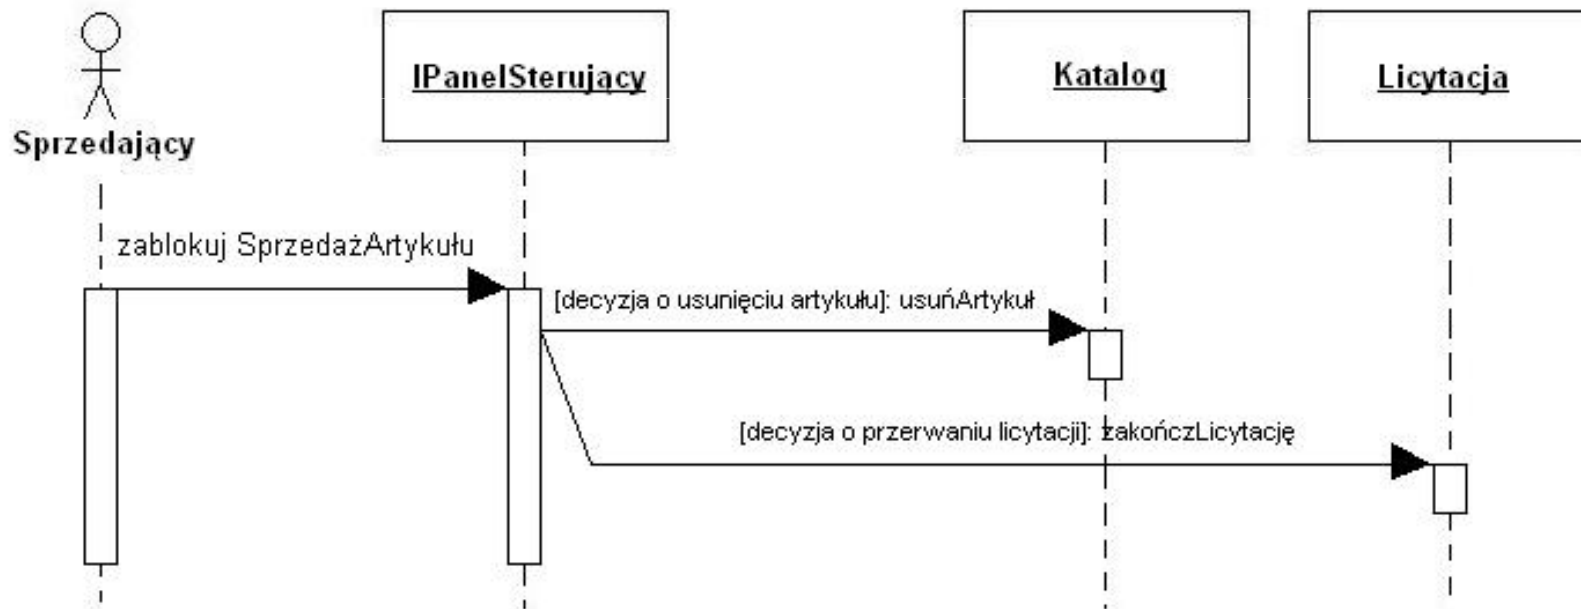 Sprzedający
IPanelSterujący
Katalog
Licytacja
zablokuj SprzedażArtykułu
[decyzja o usunięciu artykułu]: usuńArtykuł
[decyzja o przerwaniu licytacji]: zakończLicytację